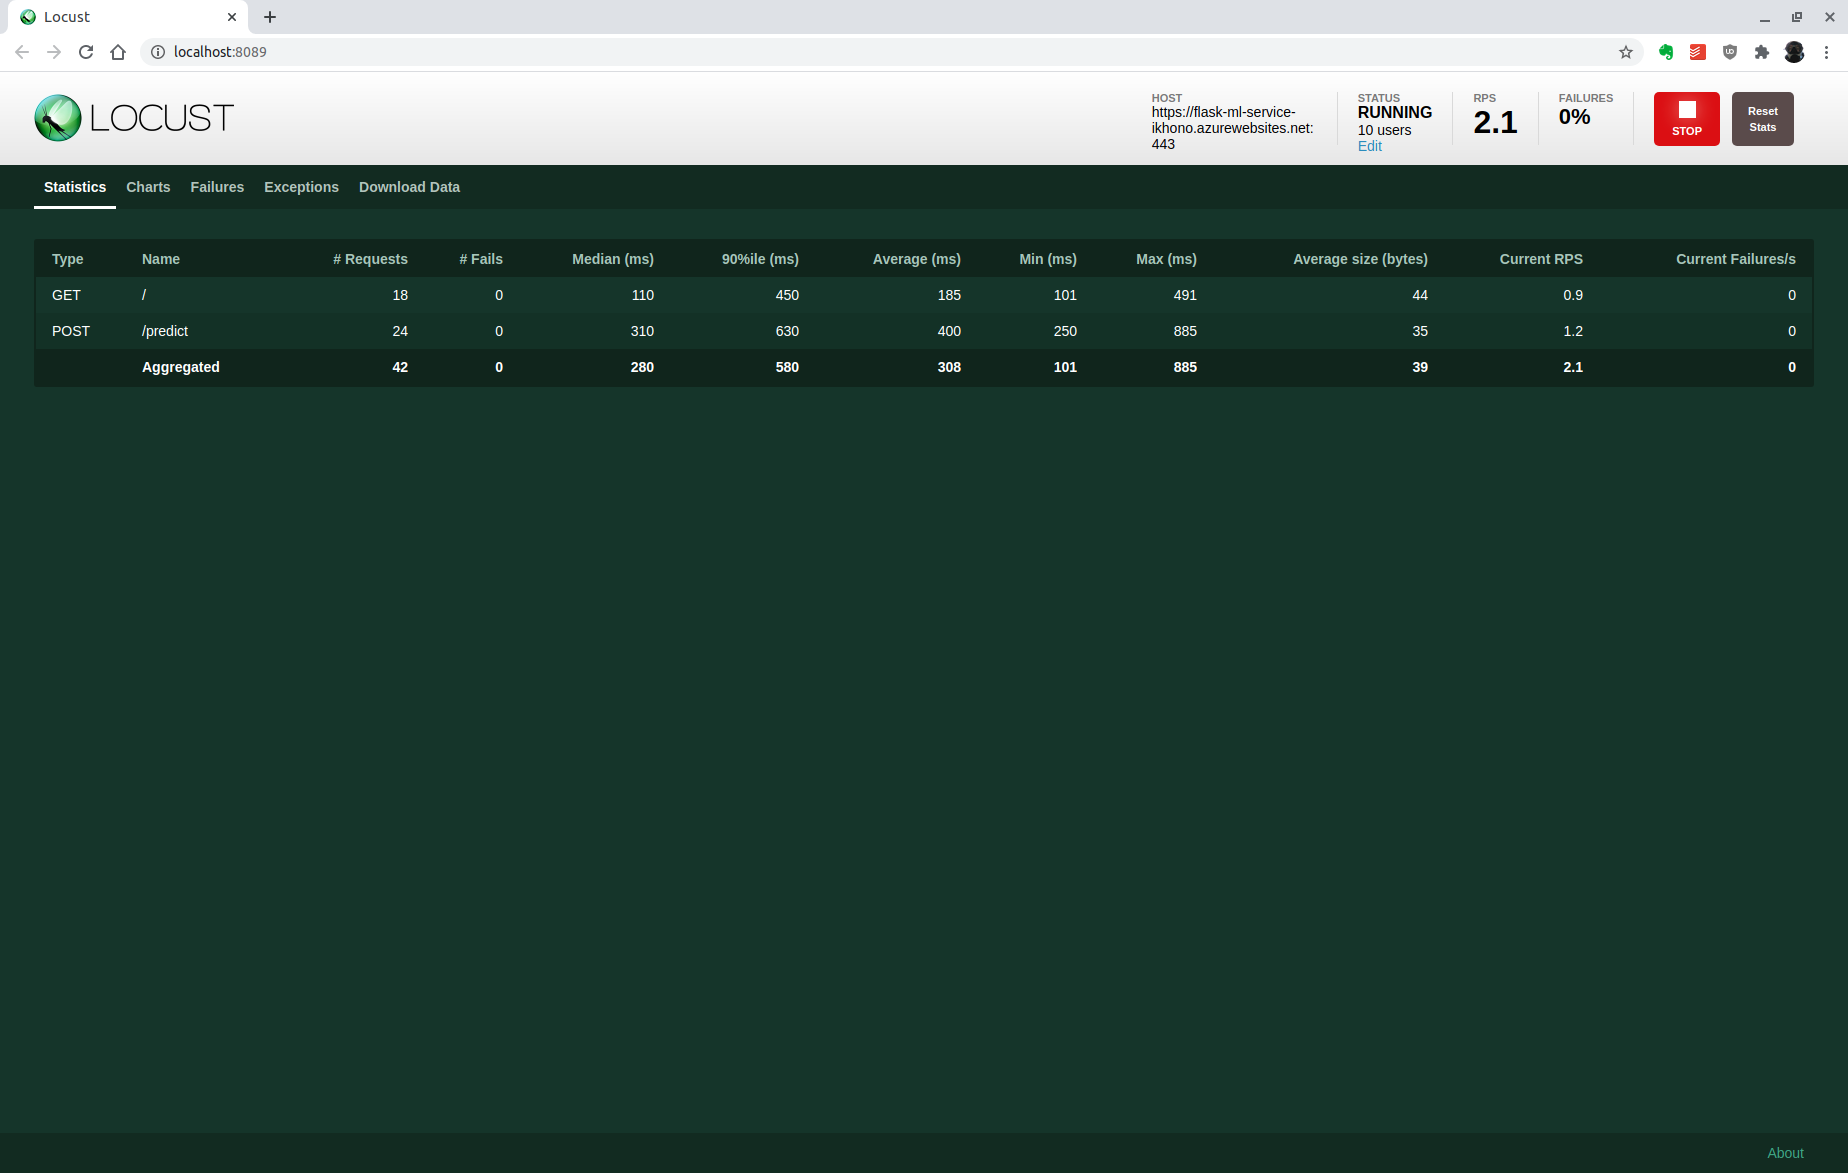 Locust
localhost:8089
LOCUST
HOST
https://flask-ml-service-
ikhono.azurewebsites.net:
443
STATUS
RUNNING
10 users
Edit
RPS
2.1
FAILURES
0%
STOP
Reset
Stats
Statistics Charts Failures Exceptions Download Data
Type Name # Requests # Fails Median (ms) 90%ile (ms) Average (ms) Min (ms) Max (ms) Average size (bytes) Current RPS Current Failures/s
GET / 18 0 110 450 185 101 491 44 0.9 0
POST /predict 24 0 310 630 400 250 885 35 1.2 0
Aggregated 42 0 280 580 308 101 885 39 2.1 0
About